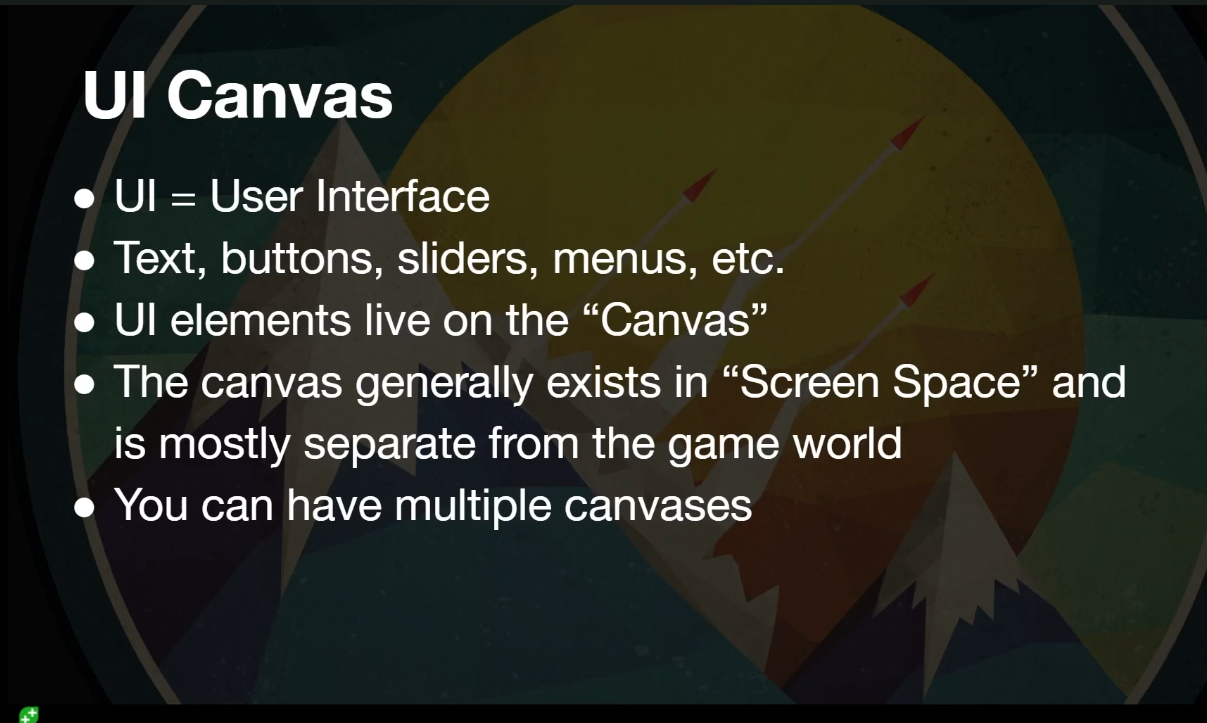 UI Canvas
● UI = User Interface
● Text, buttons, sliders, menus, etc.
● UI elements live on the “Canvas”
● The canvas generally exists in “Screen Space” and
is mostly separate from the game world
● You can have multiple canvases